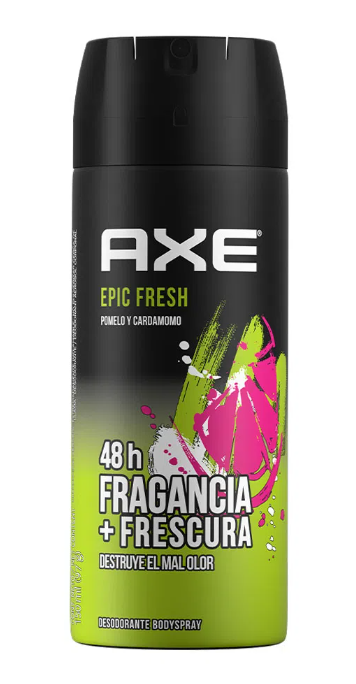 AXE®
EPIC FRESH
POMELO Y CARDAMOMO
48 h
FRAGANCIA
+ FRESCURA
DESTRUYE EL MAL OLOR
DESODORANTE BODYSPRAY